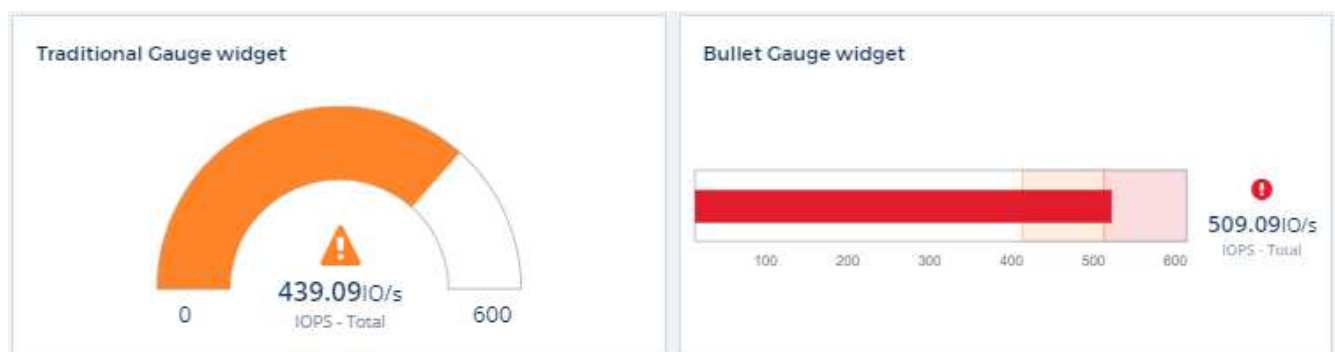 Traditional Gauge widget
439.09IO/s
0
IOPS - Total
600
Bullet Gauge widget
509.09IO/s
IOPS - Total
100 200 300 400 500 600